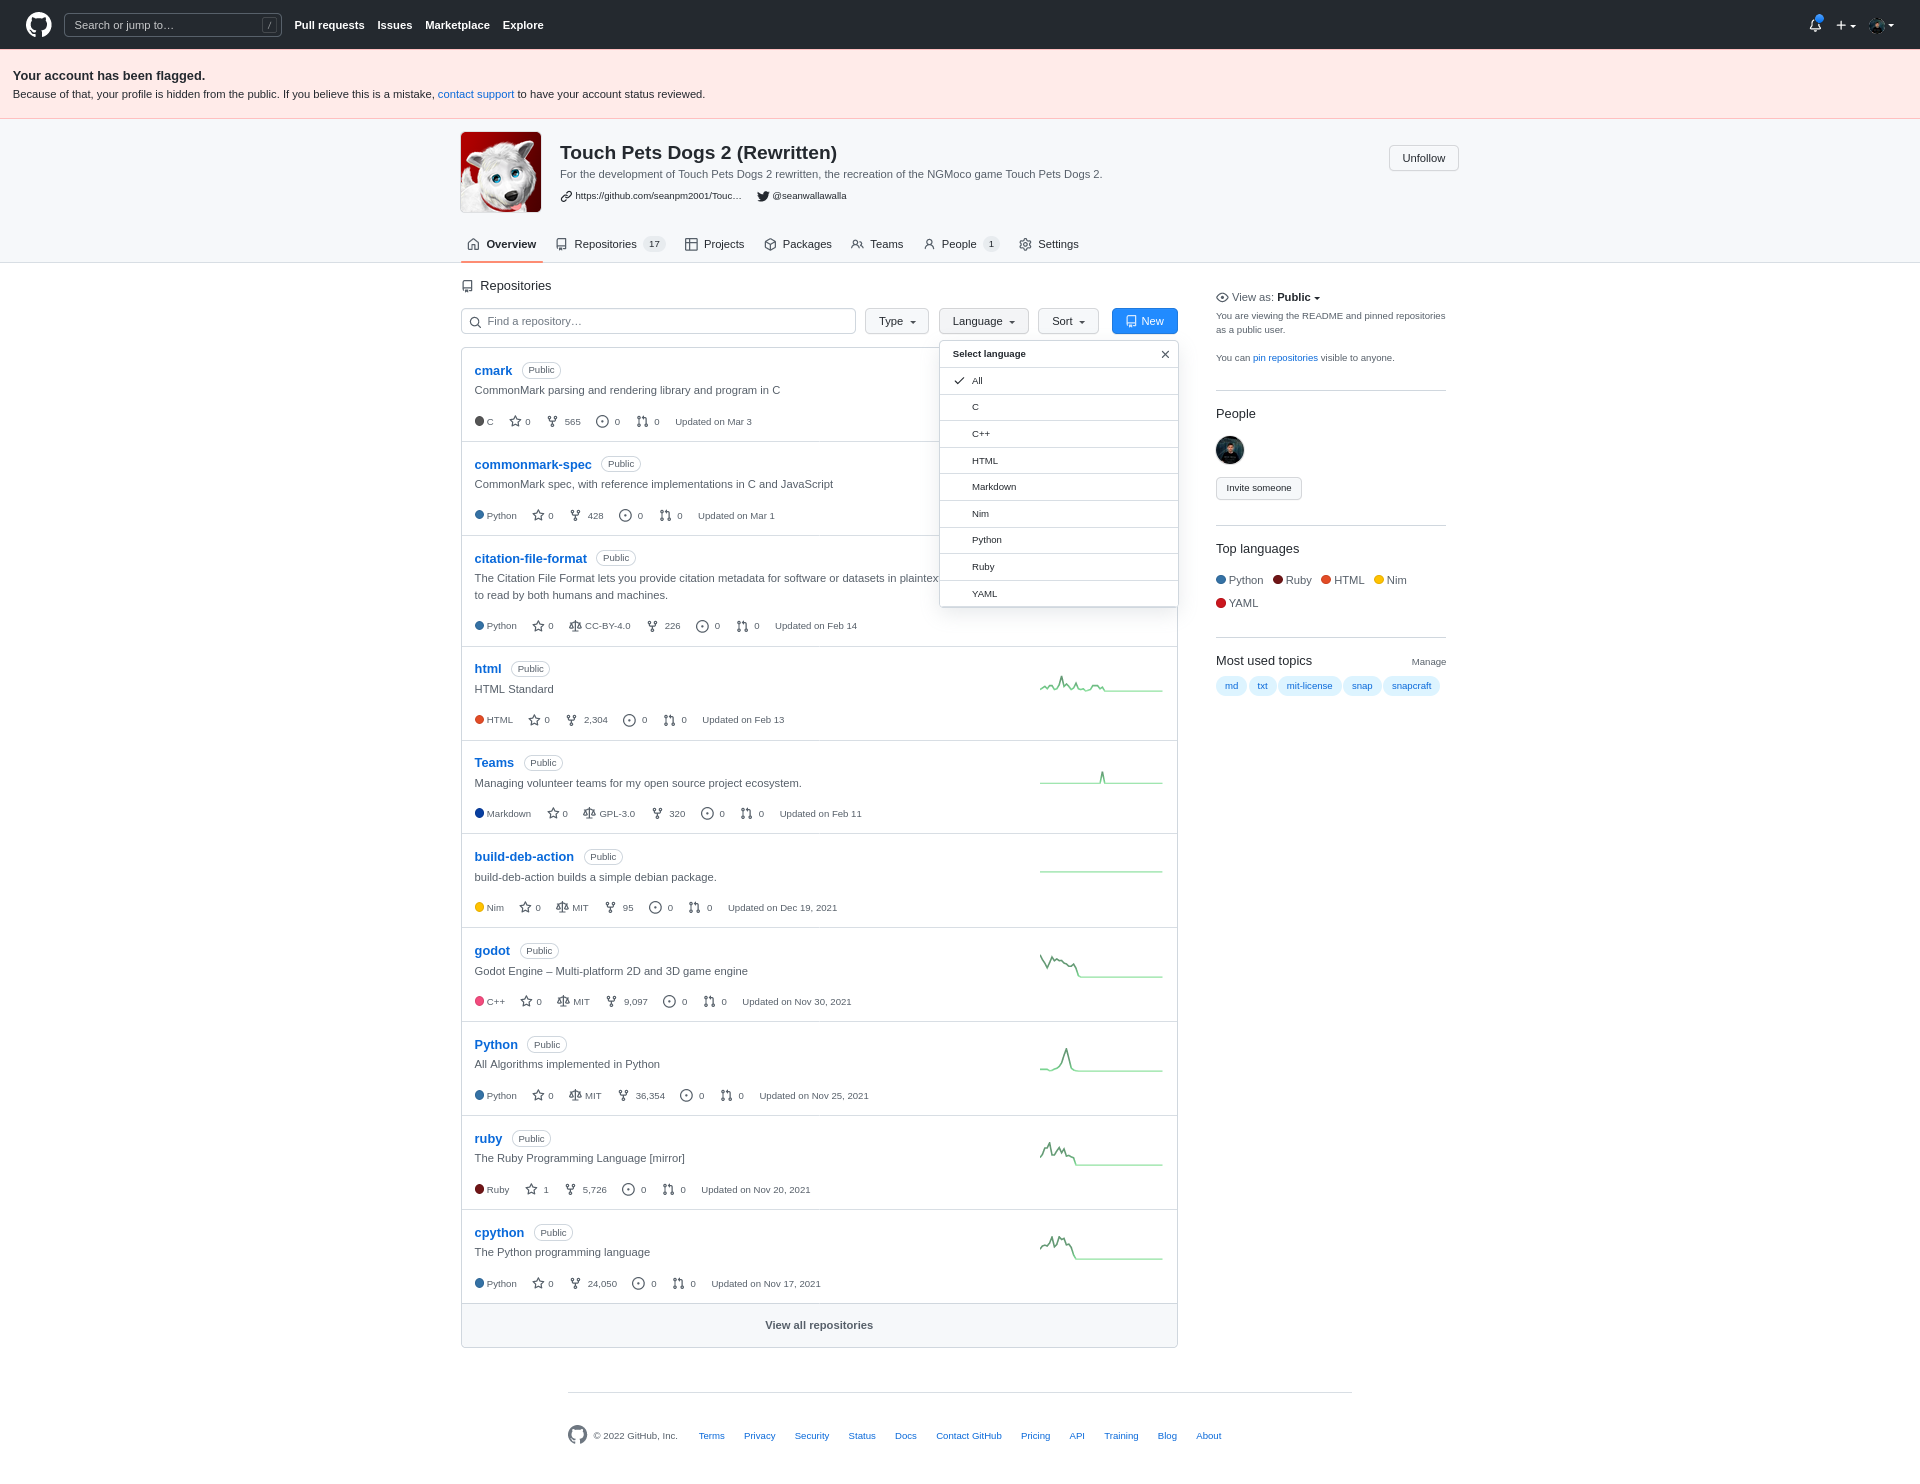 Search or jump to… /
Pull requests Issues Marketplace Explore
Your account has been flagged.
Because of that, your profile is hidden from the public. If you believe this is a mistake, contact support to have your account status reviewed.
Touch Pets Dogs 2 (Rewritten)
Unfollow
For the development of Touch Pets Dogs 2 rewritten, the recreation of the NGMoco game Touch Pets Dogs 2.
https://github.com/seanpm2001/Touc… @seanwallawalla
Overview Repositories 17 Projects Packages Teams People 1 Settings
Repositories
Find a repository… Type Language Sort New
Select language
All
C
C++
HTML
Markdown
Nim
Python
Ruby
YAML
cmark Public
CommonMark parsing and rendering library and program in C
C 0 565 0 0 Updated on Mar 3
commonmark-spec Public
CommonMark spec, with reference implementations in C and JavaScript
Python 0 428 0 0 Updated on Mar 1
citation-file-format Public
The Citation File Format lets you provide citation metadata for software or datasets in plaintex
to read by both humans and machines.
Python 0 CC-BY-4.0 226 0 0 Updated on Feb 14
html Public
HTML Standard
HTML 0 2,304 0 0 Updated on Feb 13
Teams Public
Managing volunteer teams for my open source project ecosystem.
Markdown 0 GPL-3.0 320 0 0 Updated on Feb 11
build-deb-action Public
build-deb-action builds a simple debian package.
Nim 0 MIT 95 0 0 Updated on Dec 19, 2021
godot Public
Godot Engine – Multi-platform 2D and 3D game engine
C++ 0 MIT 9,097 0 0 Updated on Nov 30, 2021
Python Public
All Algorithms implemented in Python
Python 0 MIT 36,354 0 0 Updated on Nov 25, 2021
ruby Public
The Ruby Programming Language [mirror]
Ruby 1 5,726 0 0 Updated on Nov 20, 2021
cpython Public
The Python programming language
Python 0 24,050 0 0 Updated on Nov 17, 2021
View all repositories
View as: Public
You are viewing the README and pinned repositories
as a public user.
You can pin repositories visible to anyone.
People
Invite someone
Top languages
Python Ruby HTML Nim
YAML
Most used topics Manage
md txt mit-license snap snapcraft
© 2022 GitHub, Inc. Terms Privacy Security Status Docs Contact GitHub Pricing API Training Blog About